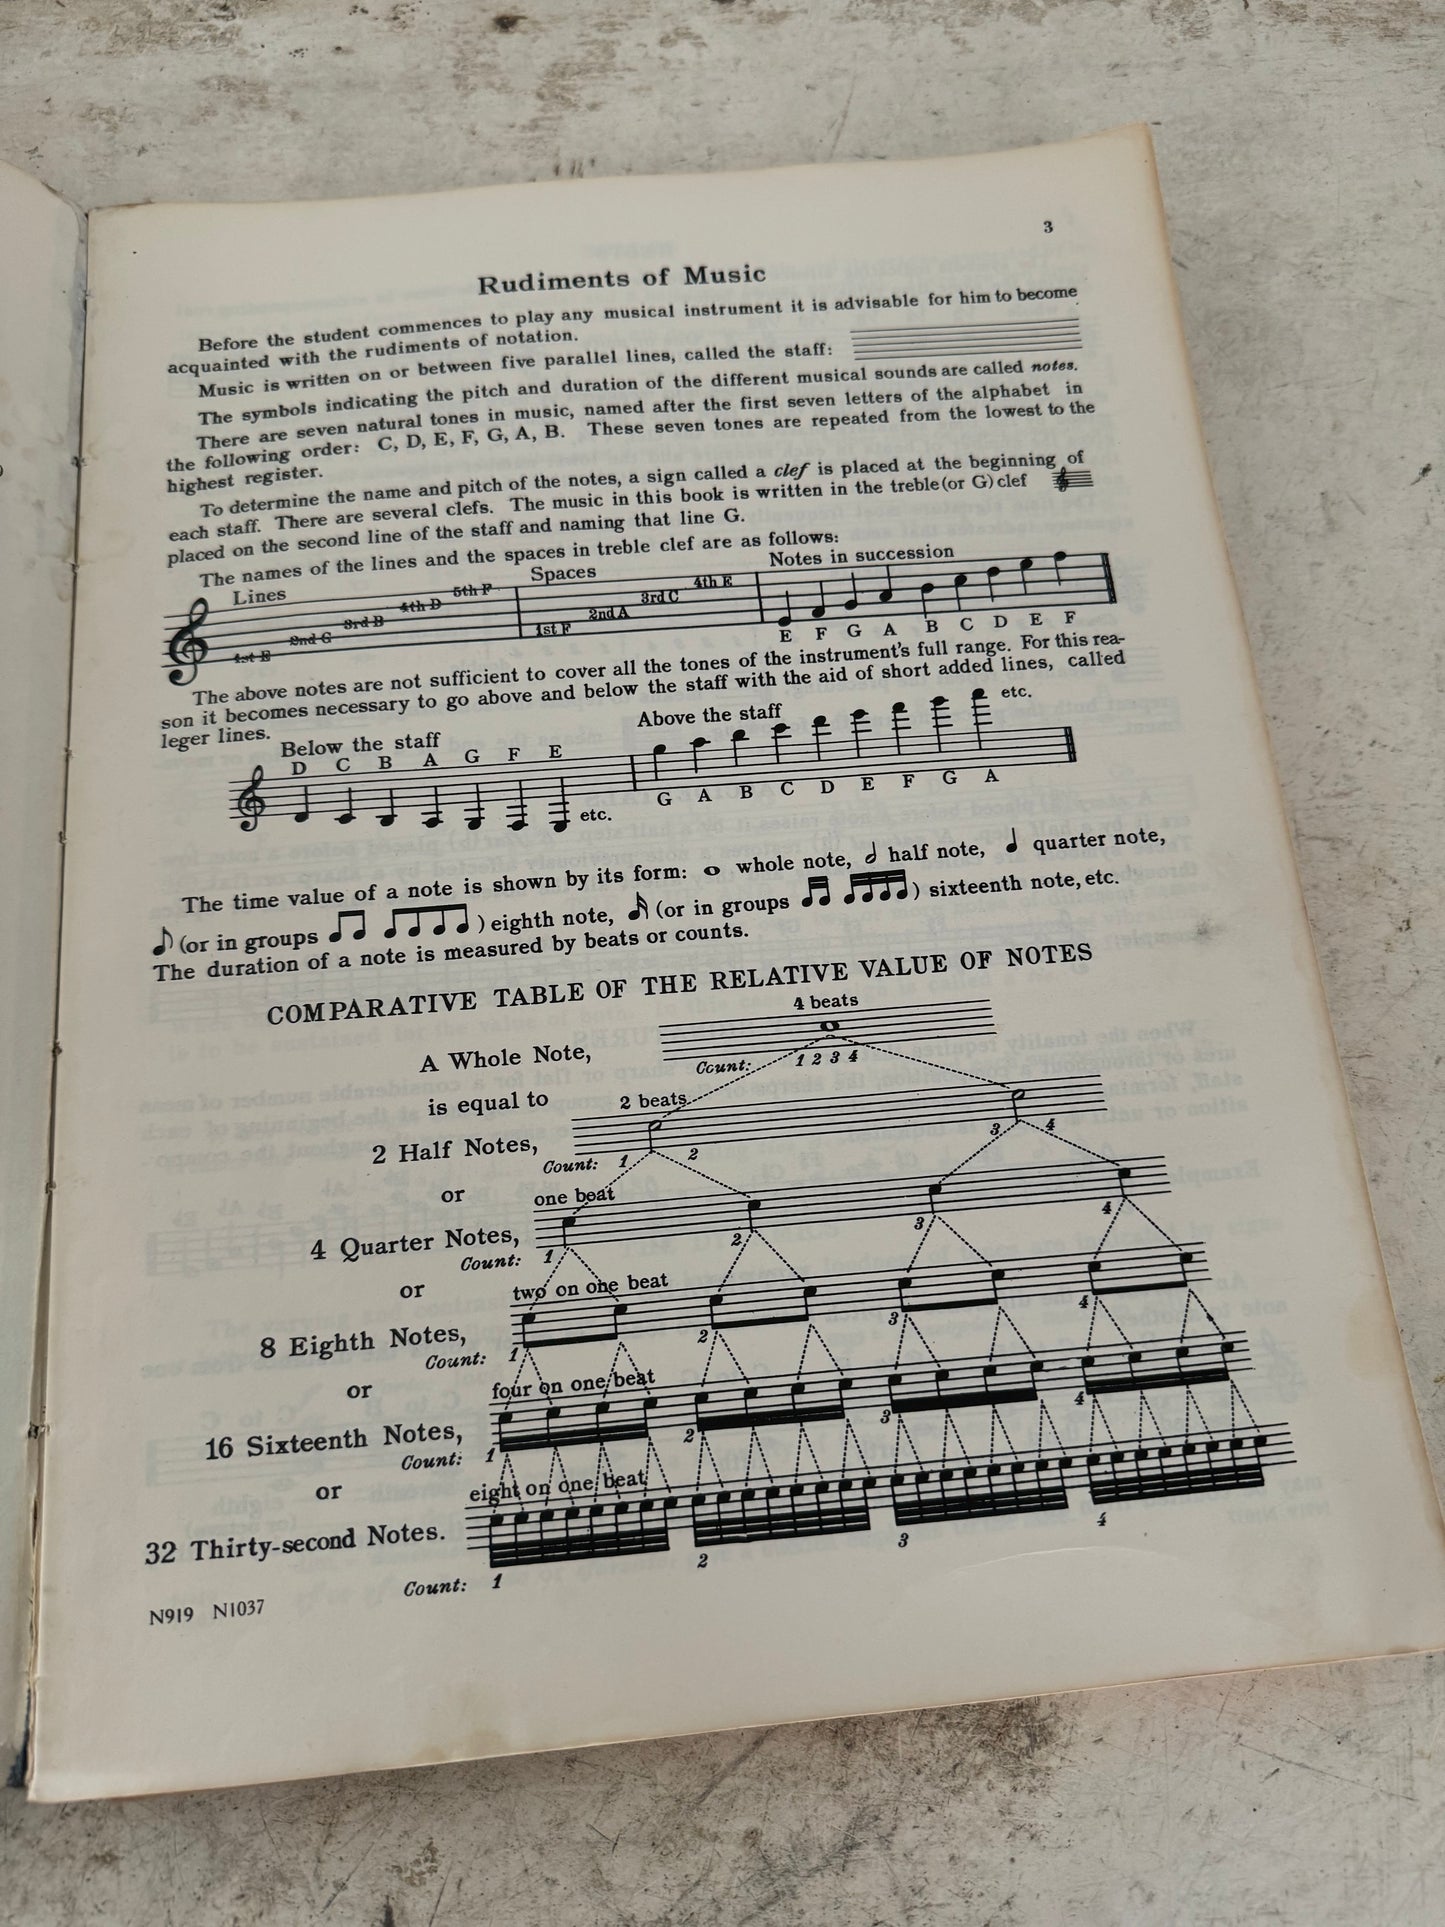 3
Rudiments of Music
Before the student commences to play any musical instrument it is advisable for him to become
acquainted with the rudiments of notation.
Music is written on or between five parallel lines, called the staff:
The symbols indicating the pitch and duration of the different musical sounds are called notes.
There are seven natural tones in music, named after the first seven letters of the alphabet in
the following order: C, D, E, F, G, A, B. These seven tones are repeated from the lowest to the
highest register.
To determine the name and pitch of the notes, a sign called a clef is placed at the beginning of
each staff. There are several clefs. The music in this book is written in the treble (or G) clef
placed on the second line of the staff and naming that line G.
The names of the lines and the spaces in treble clef are as follows:
Lines Spaces Notes in succession
1st E 2nd G 3rd B 4th D 5th F 1st F 2nd A 3rd C 4th E
E F G A B C D E F
The above notes are not sufficient to cover all the tones of the instrument's full range. For this rea-
son it becomes necessary to go above and below the staff with the aid of short added lines, called
leger lines.
Below the staff Above the staff etc.
D C B A G F E
etc.
G A B C D E F G A
The time value of a note is shown by its form: whole note, half note, quarter note,
(or in groups ) eighth note, (or in groups ) sixteenth note, etc.
The duration of a note is measured by beats or counts.
COMPARATIVE TABLE OF THE RELATIVE VALUE OF NOTES
4 beats
A Whole Note,
Count: 1 2 3 4
is equal to
2 beats
2 Half Notes,
Count: 1 2 3 4
or
one beat
4 Quarter Notes,
Count: 1 2 3 4
or
two on one beat
8 Eighth Notes,
Count: 1 2 3 4
or
four on one beat
16 Sixteenth Notes,
Count: 1 2 3 4
or
eight on one beat
32 Thirty-second Notes.
Count: 1 2 3 4
N919 N1037